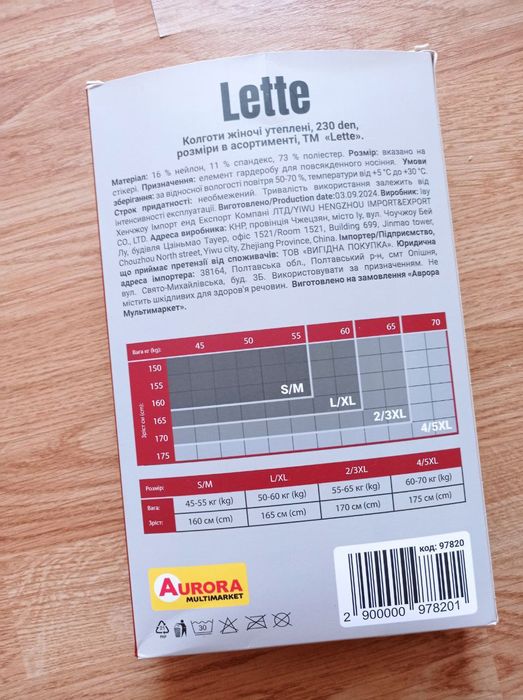 Lette
Колготи жіночі утеплені, 230 den,
розміри в асортименті, ТМ «Lette».
Матеріал: 16 % нейлон, 11 % спандекс, 73 % поліестер. Розмір: вказано на
стікері. Призначення: елемент гардеробу для повсякденного носіння. Умови
зберігання: за відносної вологості повітря 50-70 %, температури від +5 °С до +30 °С.
Строк придатності: необмежений. Тривалість використання залежить від
інтенсивності експлуатації. Виготовлено/Production date:03.09.2024. Виробник: Іву
Хенчжоу Імпорт енд Експорт Компані ЛТД/YIWU HENGZHOU IMPORT&EXPORT
CO., LTD. Адреса виробника: КНР, провінція Чжецзян, місто Іу, вул. Чоучжоу Бей
Лу, будівля Цзіньмао Тауер, офіс 1521/Room 1521, Building 699, Jinmao tower,
Chouzhou North street, Yiwu city, Zhejiang Province, China. Імпортер/Підприємство,
що приймає претензії від споживачів: ТОВ «ВИГІДНА ПОКУПКА». Юридична
адреса імпортера: 38164, Полтавська обл., Полтавський р-н, смт Опішня,
вул. Свято-Михайлівська, буд. 3Б. Використовувати за призначенням. Не
містить шкідливих для здоров'я речовин. Виготовлено на замовлення «Аврора
Мультимаркет».
Вага кг (kg): 45 50 55 60 65 70
Зріст см (cm):
150
155
160
165
170
175
S/M
L/XL
2/3XL
4/5XL
Розмір: S/M L/XL 2/3XL 4/5XL
Вага: 45-55 кг (kg) 50-60 кг (kg) 55-65 кг (kg) 60-70 кг (kg)
Зріст: 160 см (cm) 165 см (cm) 170 см (cm) 175 см (cm)
AURORA
MULTIMARKET
30
код: 97820
2 900000 978201